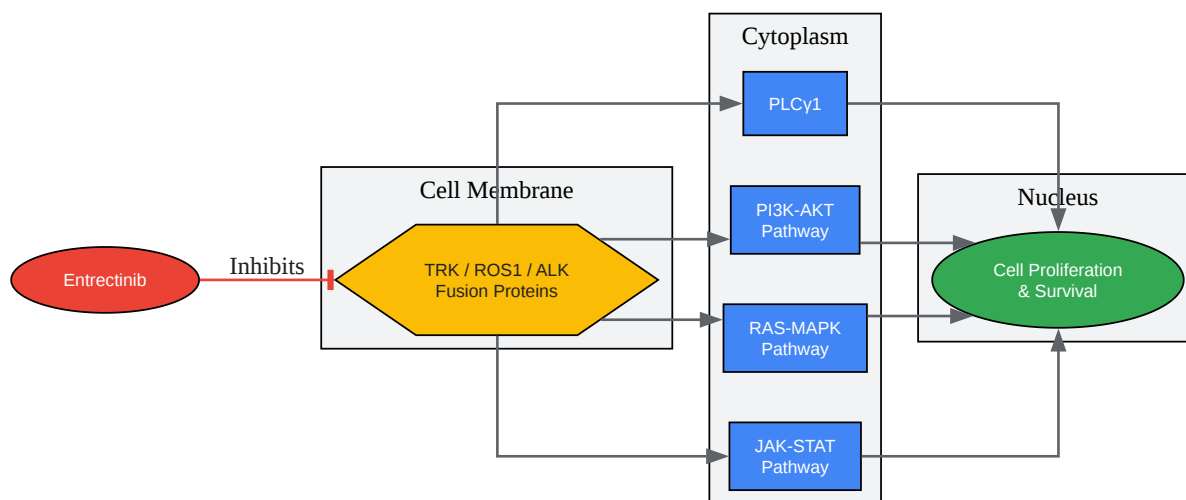 Cytoplasm
PLCγ1
Cell Membrane
PI3K-AKT
Pathway
Nucleus
Entrectinib
Inhibits
TRK / ROS1 / ALK
Fusion Proteins
Cell Proliferation
& Survival
RAS-MAPK
Pathway
JAK-STAT
Pathway